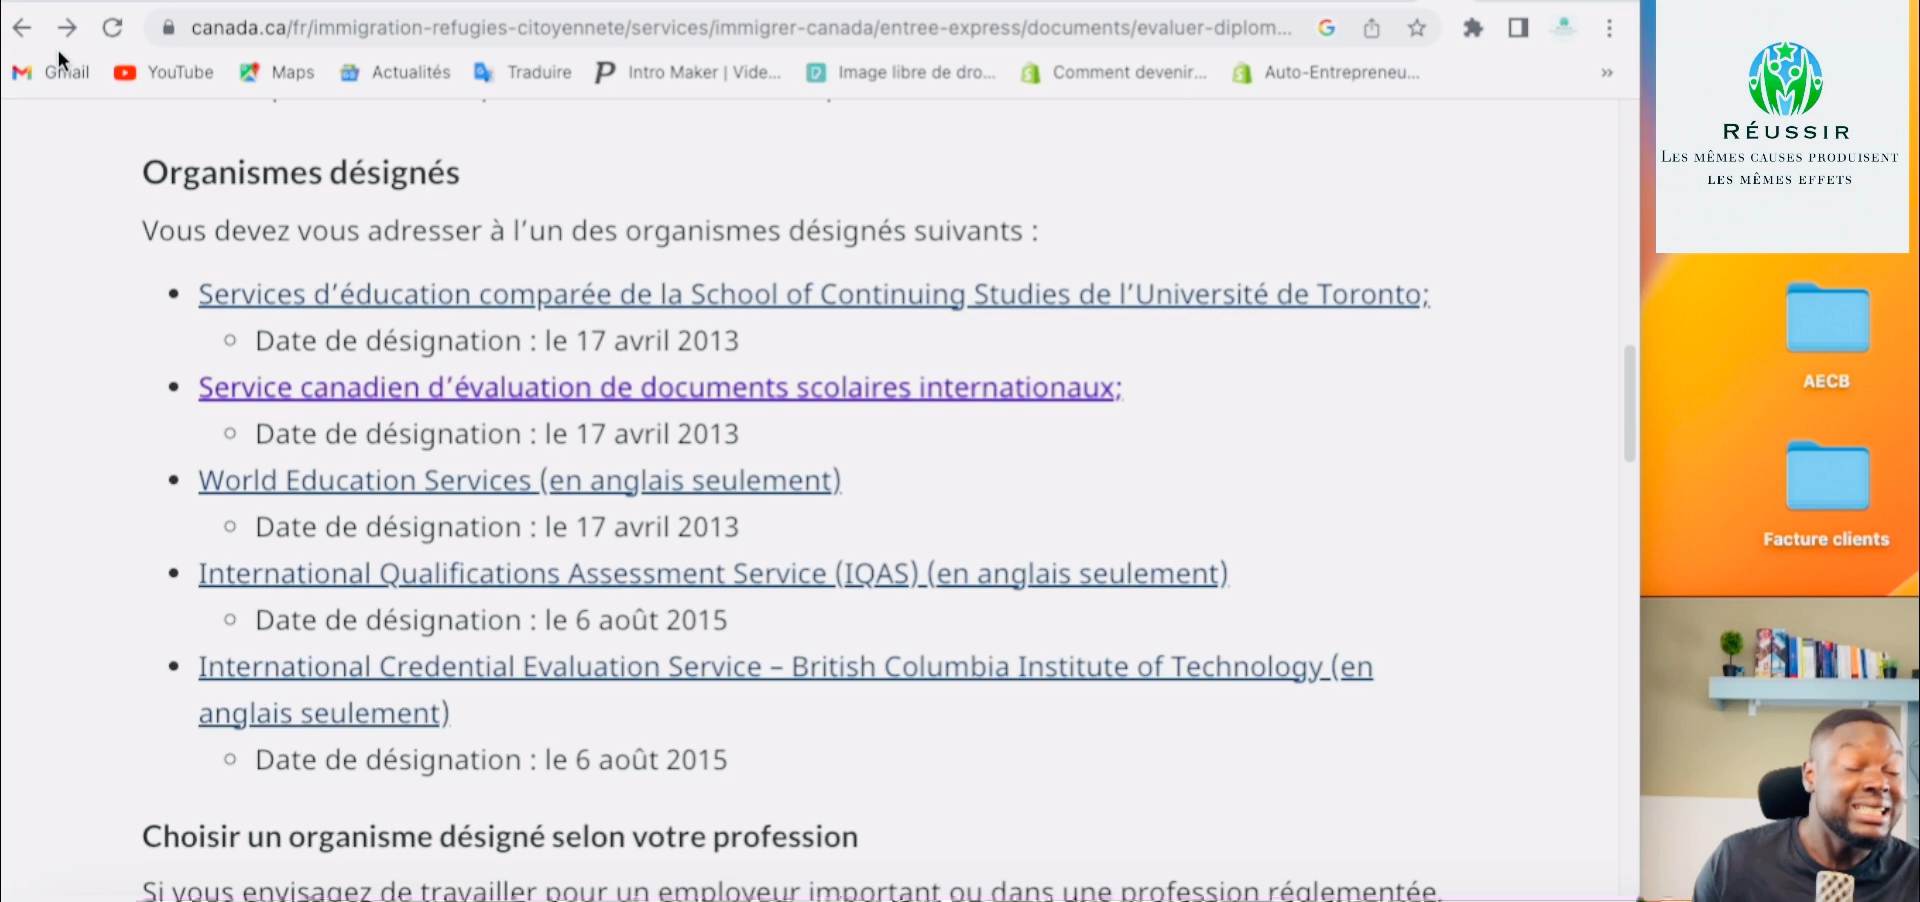 canada.ca/fr/immigration-refugies-citoyennete/services/immigrer-canada/entree-express/documents/evaluer-diplom...
Gmail YouTube Maps Actualités Traduire Intro Maker | Vide... Image libre de dro... Comment devenir... Auto-Entrepreneu... »
Organismes désignés
Vous devez vous adresser à l’un des organismes désignés suivants :
Services d’éducation comparée de la School of Continuing Studies de l’Université de Toronto;
Date de désignation : le 17 avril 2013
Service canadien d’évaluation de documents scolaires internationaux;
Date de désignation : le 17 avril 2013
World Education Services (en anglais seulement)
Date de désignation : le 17 avril 2013
International Qualifications Assessment Service (IQAS) (en anglais seulement)
Date de désignation : le 6 août 2015
International Credential Evaluation Service – British Columbia Institute of Technology (en
anglais seulement)
Date de désignation : le 6 août 2015
Choisir un organisme désigné selon votre profession
Si vous envisagez de travailler pour un employeur important ou dans une profession réglementée,
RÉUSSIR
LES MÊMES CAUSES PRODUISENT
LES MÊMES EFFETS
AECB
Facture clients